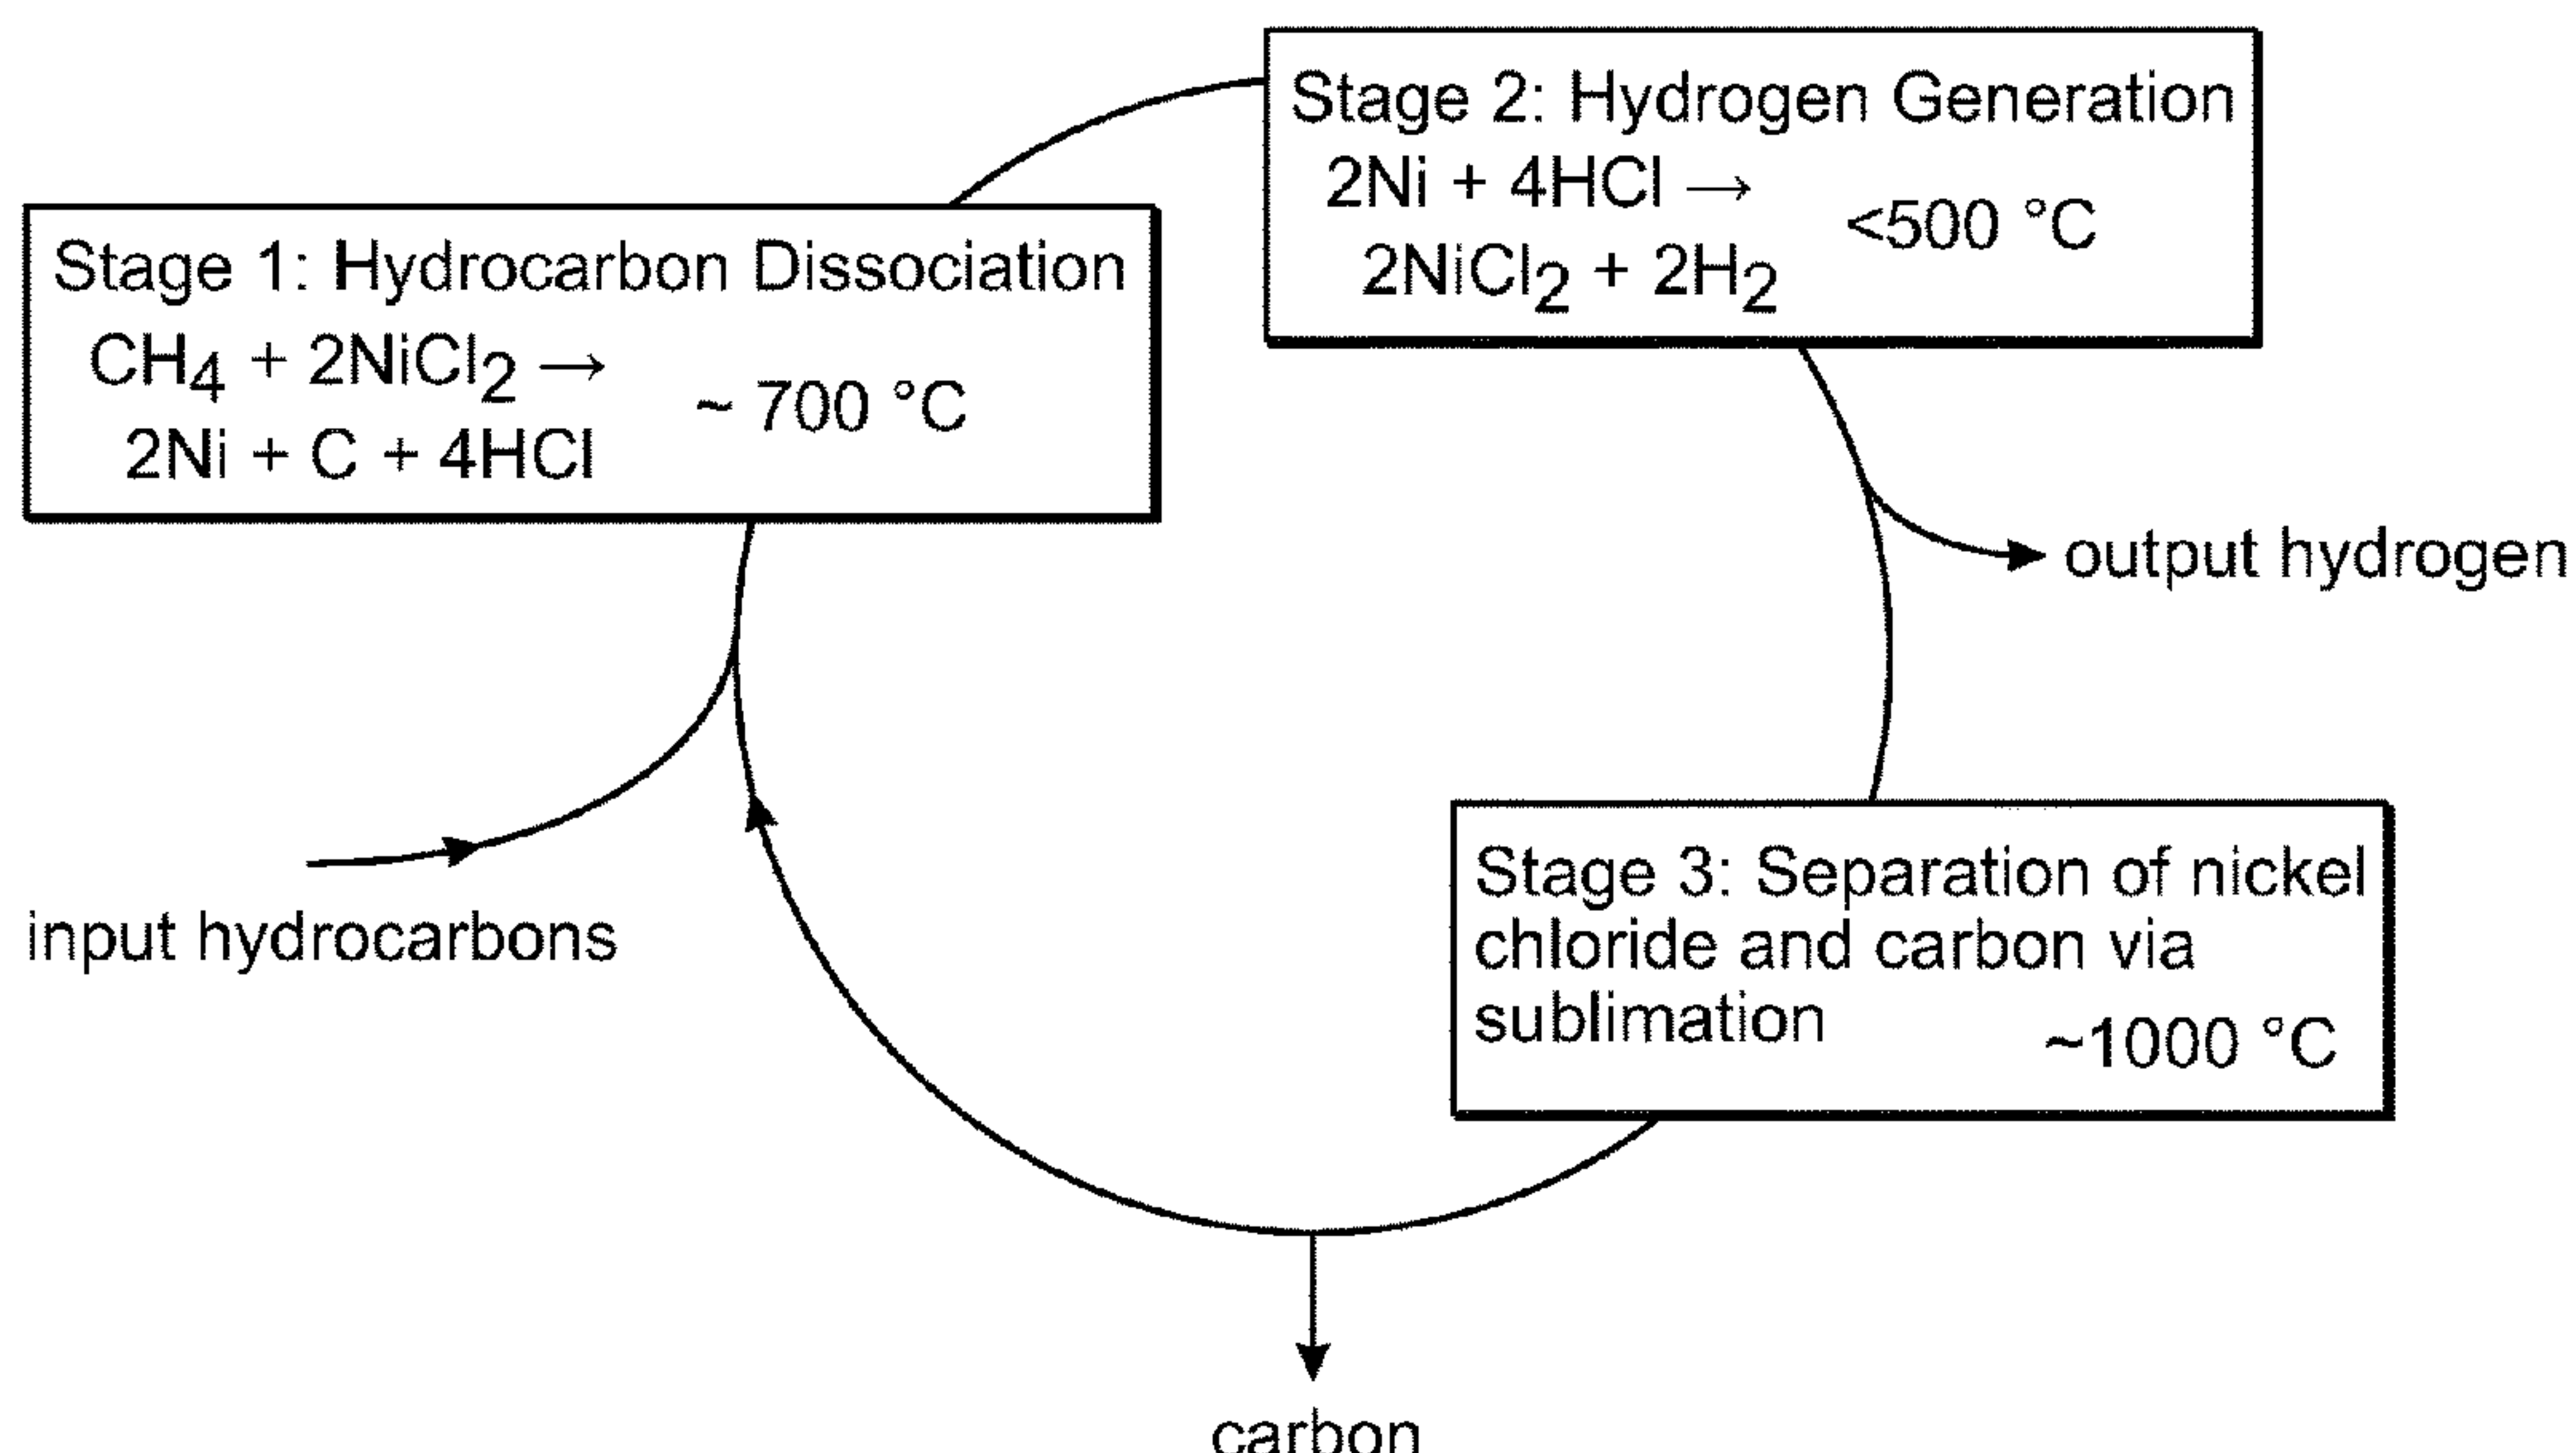 Stage 1: Hydrocarbon Dissociation
CH₄ + 2NiCl₂ →
2Ni + C + 4HCl
~ 700 °C
Stage 2: Hydrogen Generation
2Ni + 4HCl →
2NiCl₂ + 2H₂
<500 °C
output hydrogen
Stage 3: Separation of nickel
chloride and carbon via
sublimation
~1000 °C
input hydrocarbons
carbon